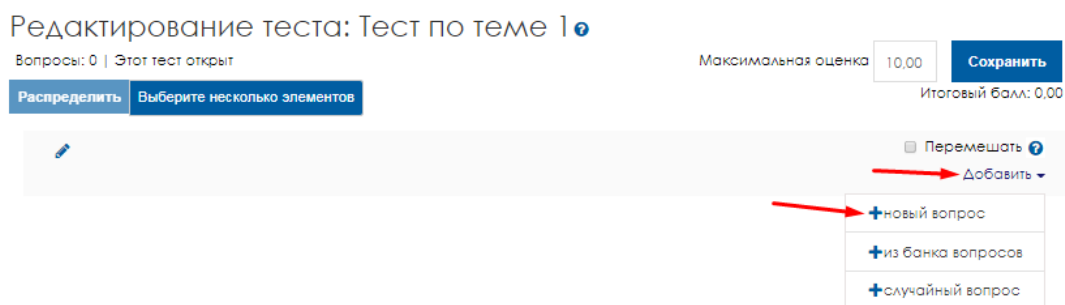 Редактирование теста: Тест по теме 1
Вопросы: 0 | Этот тест открыт
Максимальная оценка 10,00 Сохранить
Распределить Выберите несколько элементов
Итоговый балл: 0,00
Перемешать
Добавить
новый вопрос
из банка вопросов
случайный вопрос